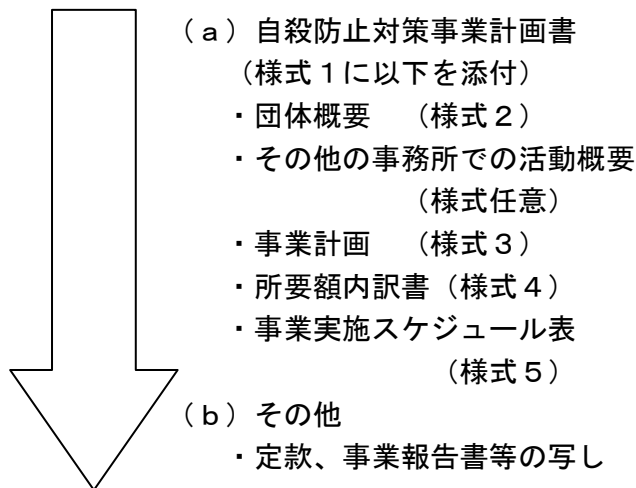 （ａ）自殺防止対策事業計画書
（様式１に以下を添付）
・団体概要　（様式２）
・その他の事務所での活動概要
（様式任意）
・事業計画　（様式３）
・所要額内訳書（様式４）
・事業実施スケジュール表
（様式５）
（ｂ）その他
・定款、事業報告書等の写し